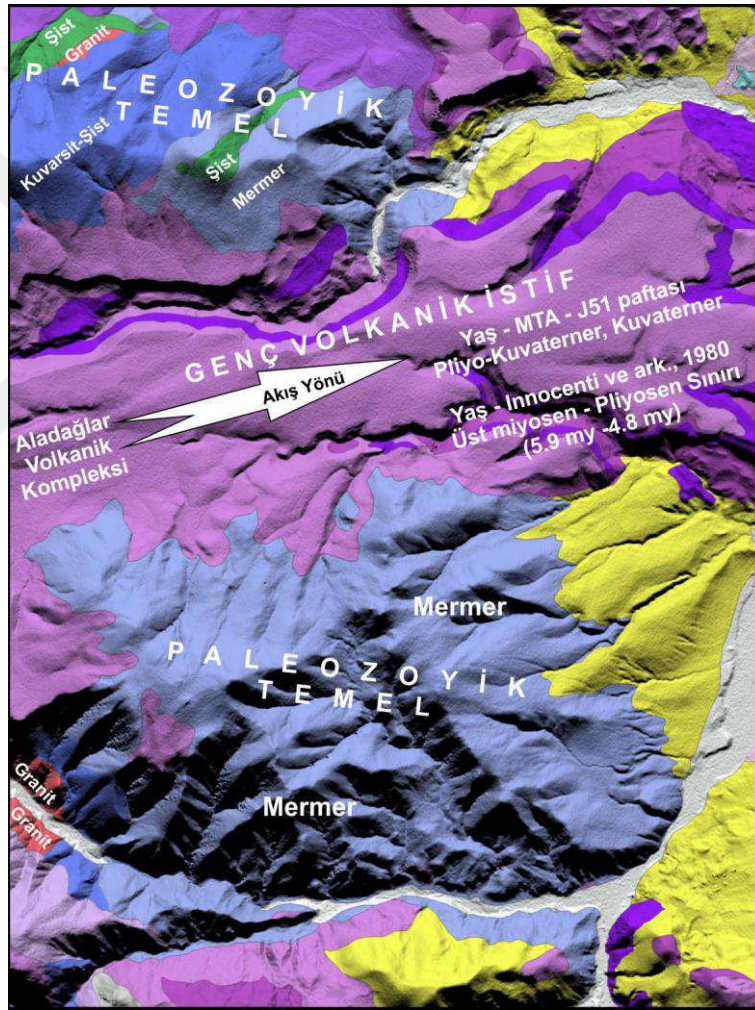 Şist
Granit
PALEOZOYİK
TEMEL
Kuvarsit-Şist
Şist
Mermer
GENÇ VOLKANİK İSTİF
Yaş - MTA - J51 paftası
Pliyo-Kuvaterner, Kuvaterner
Akış Yönü
Yaş - Innocenti ve ark., 1980
Üst miyosen - Pliyosen Sınırı
(5.9 my -4.8 my)
Aladağlar
Volkanik
Kompleksi
Mermer
PALEOZOYİK
TEMEL
Granit
Granit
Mermer